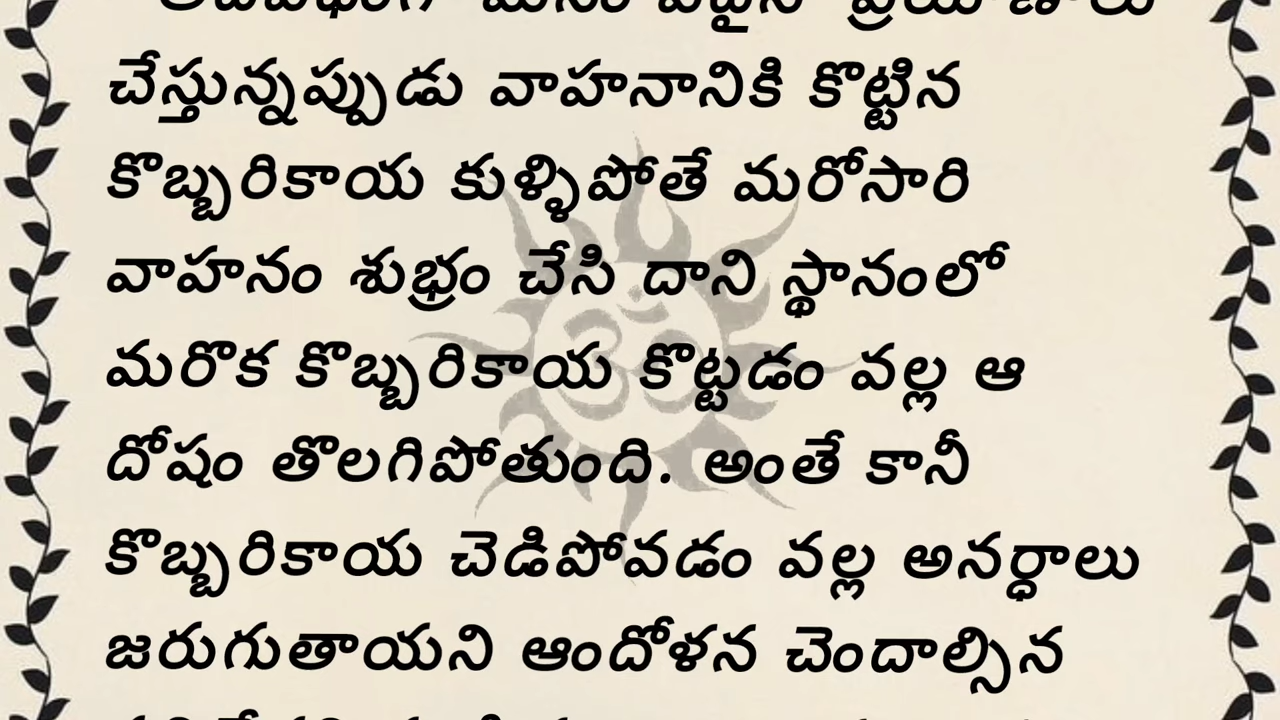 చేస్తున్నప్పుడు వాహనానికి కొట్టిన
కొబ్బరికాయ కుళ్ళిపోతే మరోసారి
వాహనం శుభ్రం చేసి దాని స్థానంలో
మరొక కొబ్బరికాయ కొట్టడం వల్ల ఆ
దోషం తొలగిపోతుంది. అంతే కానీ
కొబ్బరికాయ చెడిపోవడం వల్ల అనర్ధాలు
జరుగుతాయని ఆందోళన చెందాల్సిన